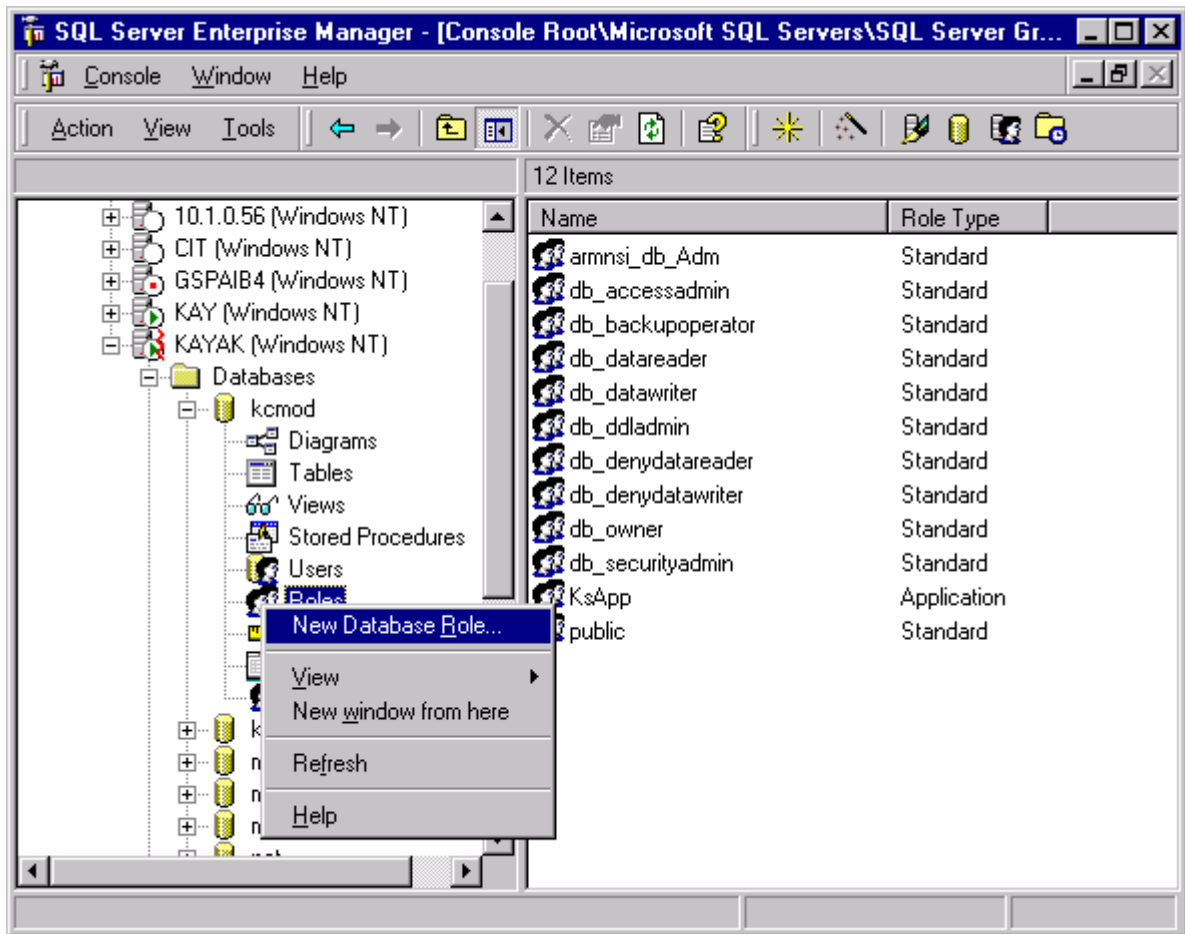 SQL Server Enterprise Manager - [Console Root\Microsoft SQL Servers\SQL Server Gr...
Console Window Help
Action View Tools
12 Items
10.1.0.56 (Windows NT)
CIT (Windows NT)
GSPAIB4 (Windows NT)
KAY (Windows NT)
KAYAK (Windows NT)
Databases
kcmod
Diagrams
Tables
Views
Stored Procedures
Users
Roles
New Database Role...
View
New window from here
Refresh
Help
k
n
n
n
Name Role Type
armnsi_db_Adm Standard
db_accessadmin Standard
db_backupoperator Standard
db_datareader Standard
db_datawriter Standard
db_ddladmin Standard
db_denydatareader Standard
db_denydatawriter Standard
db_owner Standard
db_securityadmin Standard
KsApp Application
public Standard